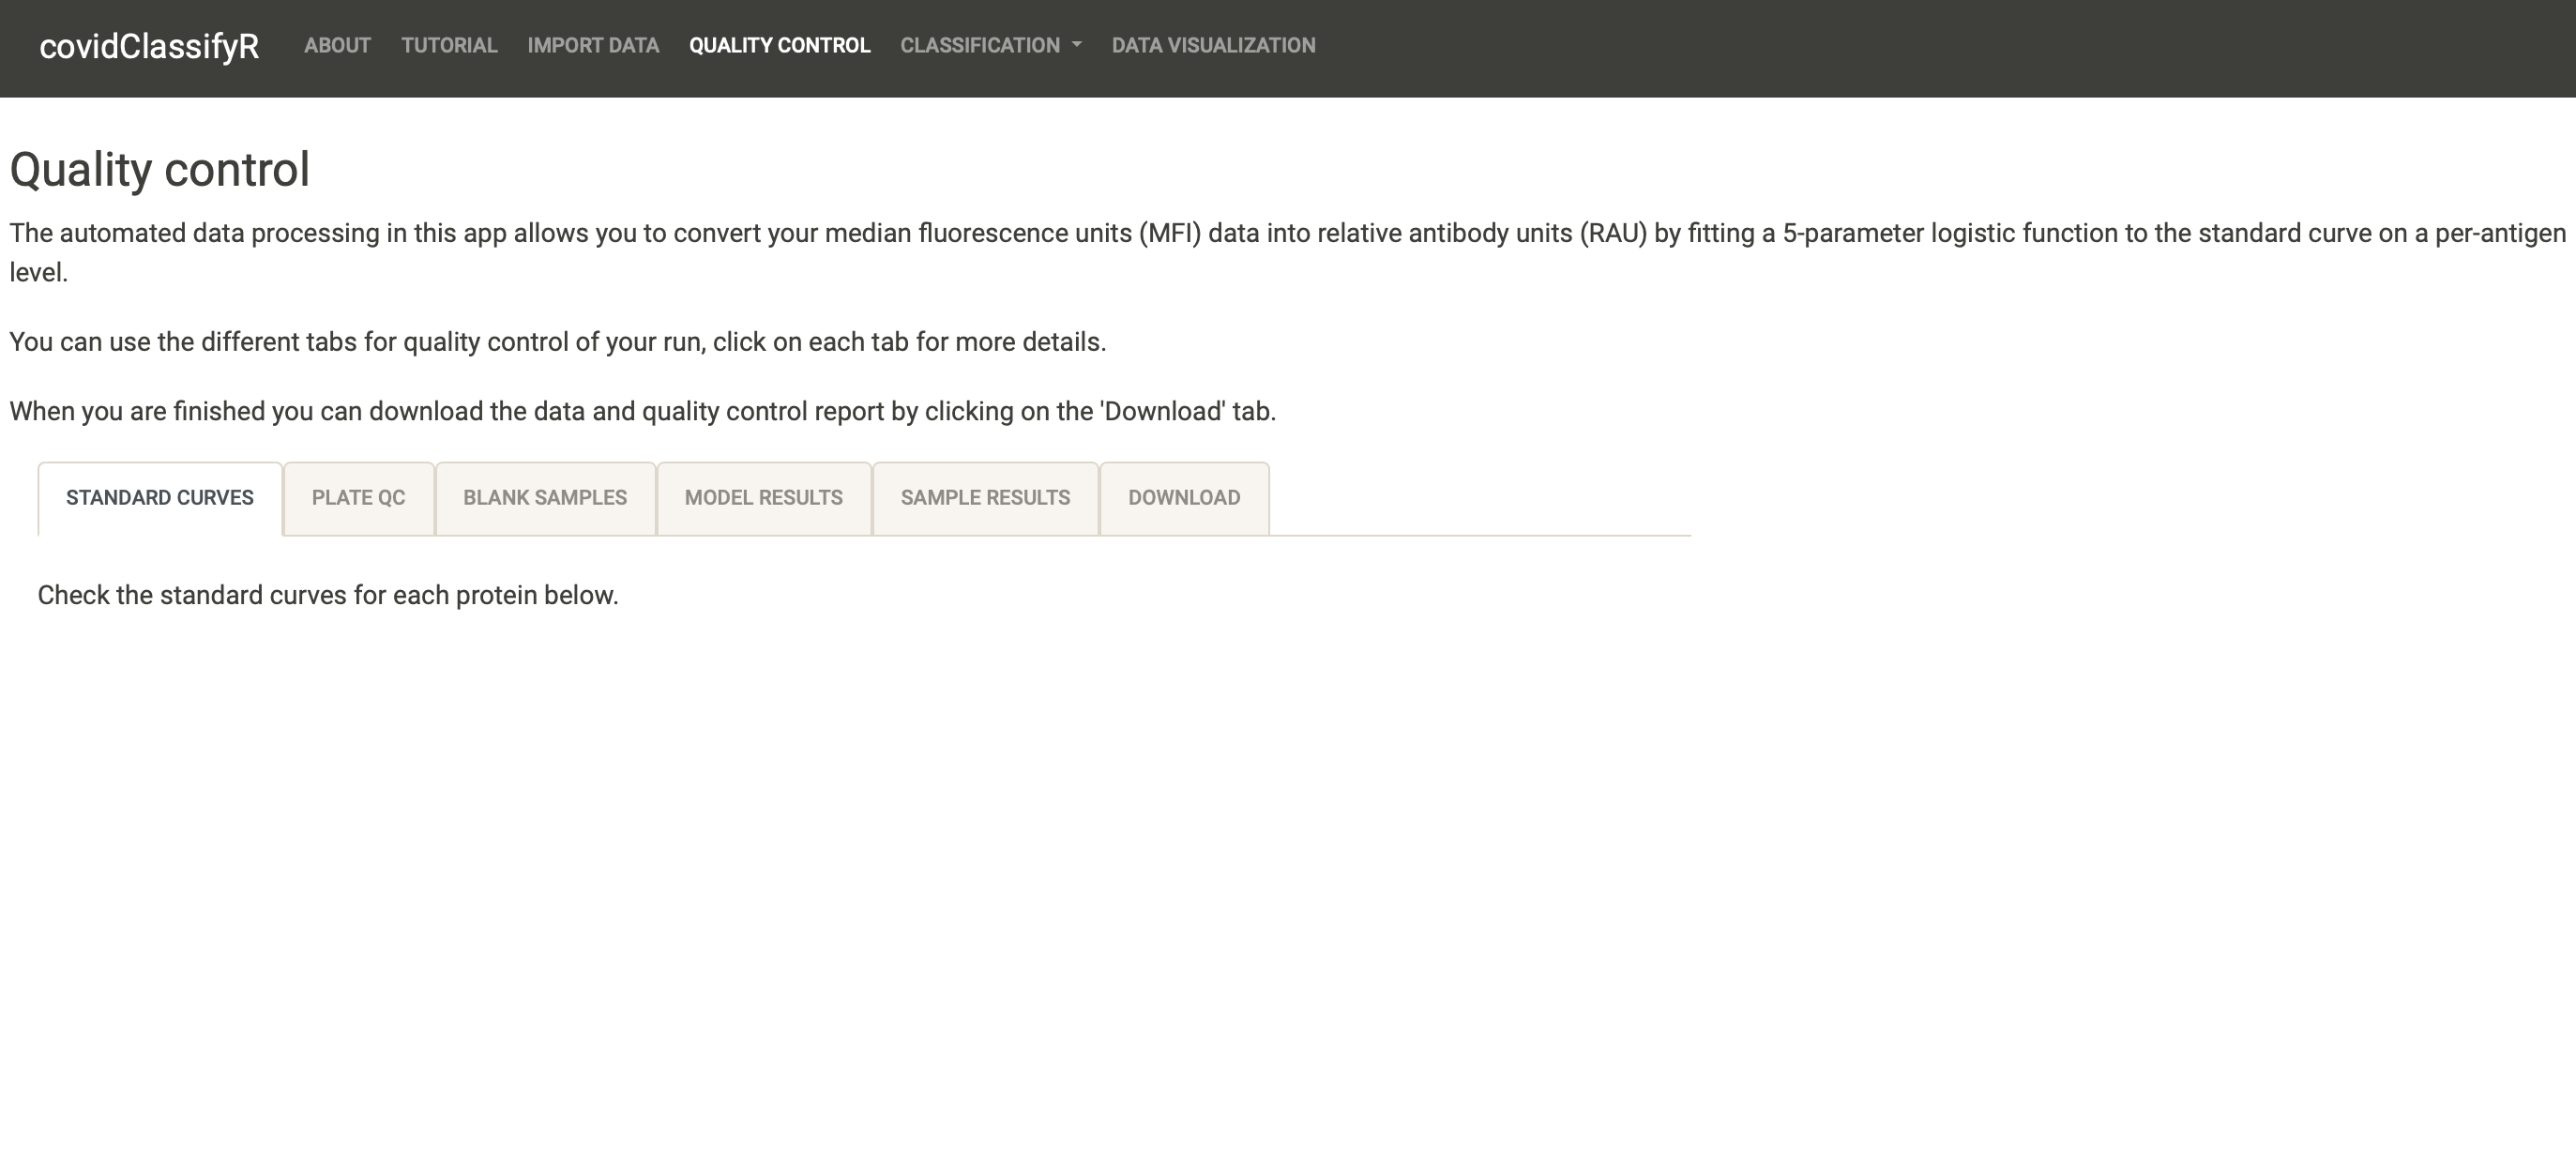 covidClassifyR ABOUT TUTORIAL IMPORT DATA QUALITY CONTROL CLASSIFICATION DATA VISUALIZATION
Quality control
The automated data processing in this app allows you to convert your median fluorescence units (MFI) data into relative antibody units (RAU) by fitting a 5-parameter logistic function to the standard curve on a per-antigen
level.
You can use the different tabs for quality control of your run, click on each tab for more details.
When you are finished you can download the data and quality control report by clicking on the 'Download' tab.
STANDARD CURVES PLATE QC BLANK SAMPLES MODEL RESULTS SAMPLE RESULTS DOWNLOAD
Check the standard curves for each protein below.